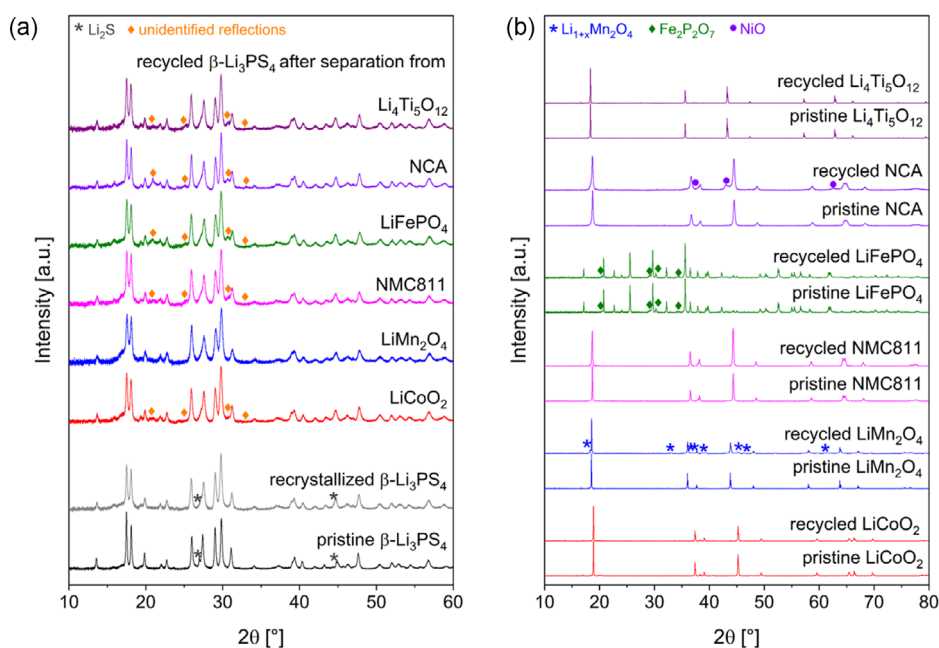 (a)
* Li₂S ♦ unidentified reflections
recycled β-Li₃PS₄ after separation from
Li₄Ti₅O₁₂
NCA
LiFePO₄
NMC811
LiMn₂O₄
LiCoO₂
recrystallized β-Li₃PS₄
pristine β-Li₃PS₄
Intensity [a.u.]
10 20 30 40 50 60
2θ [°]
(b)
* Li₁₊ₓMn₂O₄ ♦ Fe₂P₂O₇ ● NiO
recycled Li₄Ti₅O₁₂
pristine Li₄Ti₅O₁₂
recycled NCA
pristine NCA
recyceled LiFePO₄
pristine LiFePO₄
recycled NMC811
pristine NMC811
recycled LiMn₂O₄
pristine LiMn₂O₄
recycled LiCoO₂
pristine LiCoO₂
Intensity [a.u.]
10 20 30 40 50 60 70 80
2θ [°]